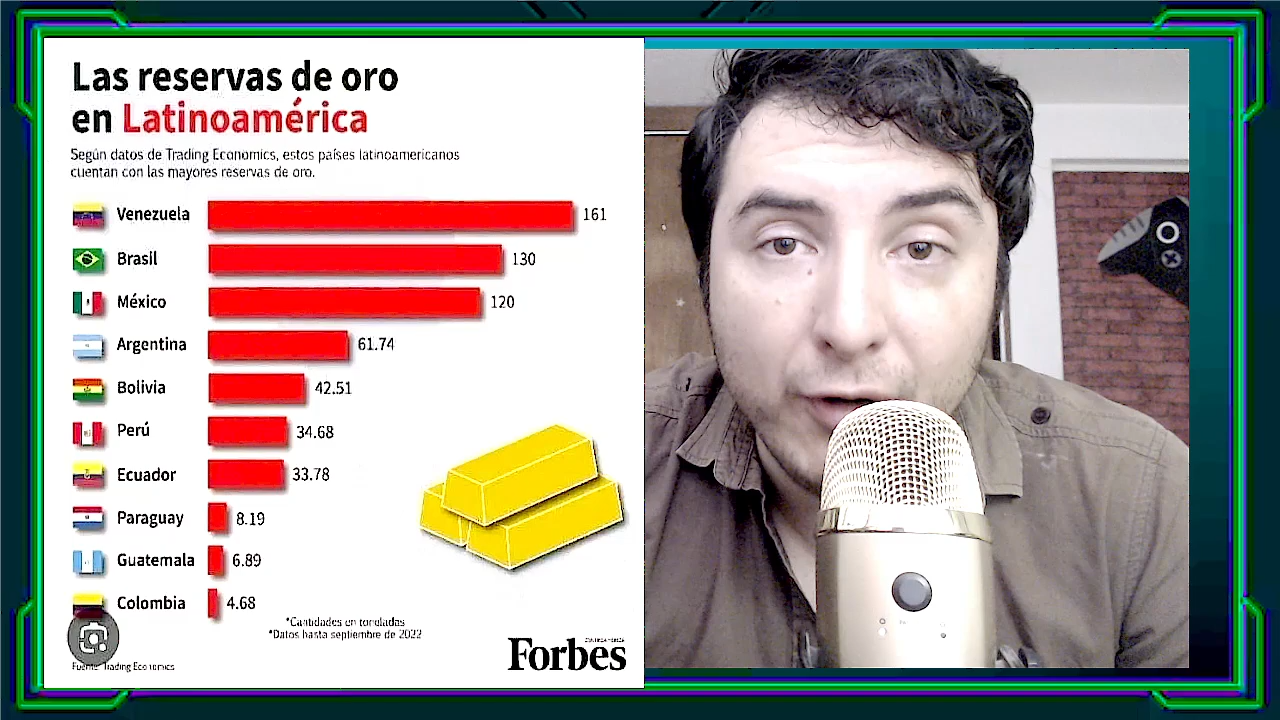 Las reservas de oro
en Latinoamérica
Según datos de Trading Economics, estos países latinoamericanos
cuentan con las mayores reservas de oro.
Venezuela 161
Brasil 130
México 120
Argentina 61.74
Bolivia 42.51
Perú 34.68
Ecuador 33.78
Paraguay 8.19
Guatemala 6.89
Colombia 4.68
*Cantidades en toneladas
*Datos hasta septiembre de 2022
Fuente: Trading Economics
Forbes